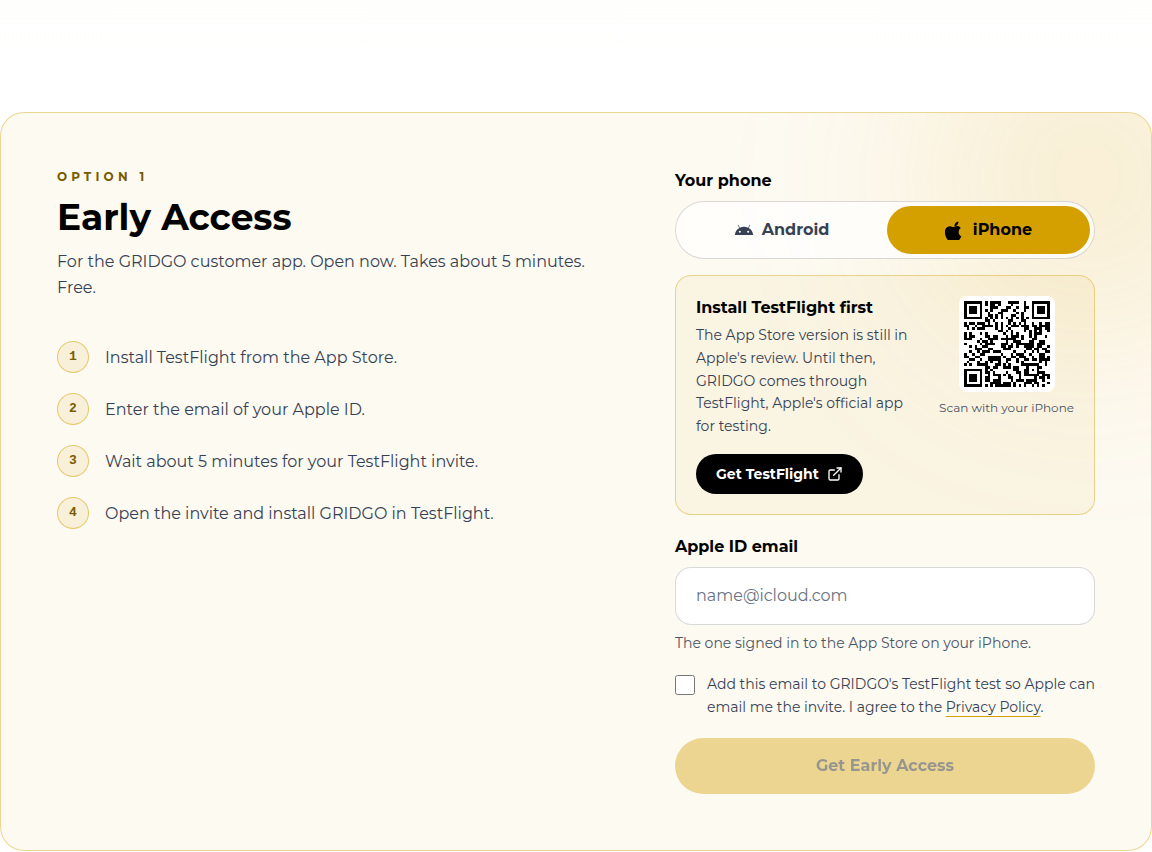 OPTION 1
Early Access
For the GRIDGO customer app. Open now. Takes about 5 minutes.
Free.
1 Install TestFlight from the App Store.
2 Enter the email of your Apple ID.
3 Wait about 5 minutes for your TestFlight invite.
4 Open the invite and install GRIDGO in TestFlight.
Your phone
Android
iPhone
Install TestFlight first
The App Store version is still in
Apple's review. Until then,
GRIDGO comes through
TestFlight, Apple's official app
for testing.
Scan with your iPhone
Get TestFlight
Apple ID email
name@icloud.com
The one signed in to the App Store on your iPhone.
Add this email to GRIDGO's TestFlight test so Apple can
email me the invite. I agree to the Privacy Policy.
Get Early Access